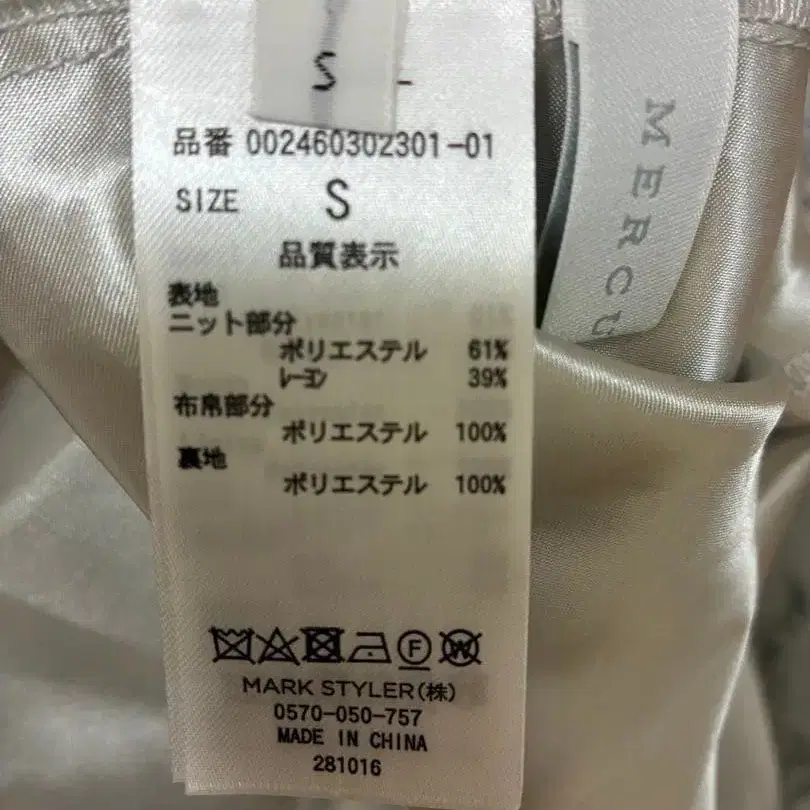 S
品番 002460302301-01
SIZE S
品質表示
表地
ニット部分
ポリエステル 61%
レーヨン 39%
布帛部分
ポリエステル 100%
裏地
ポリエステル 100%
F W
MARK STYLER(株)
0570-050-757
MADE IN CHINA
281016
MERCU